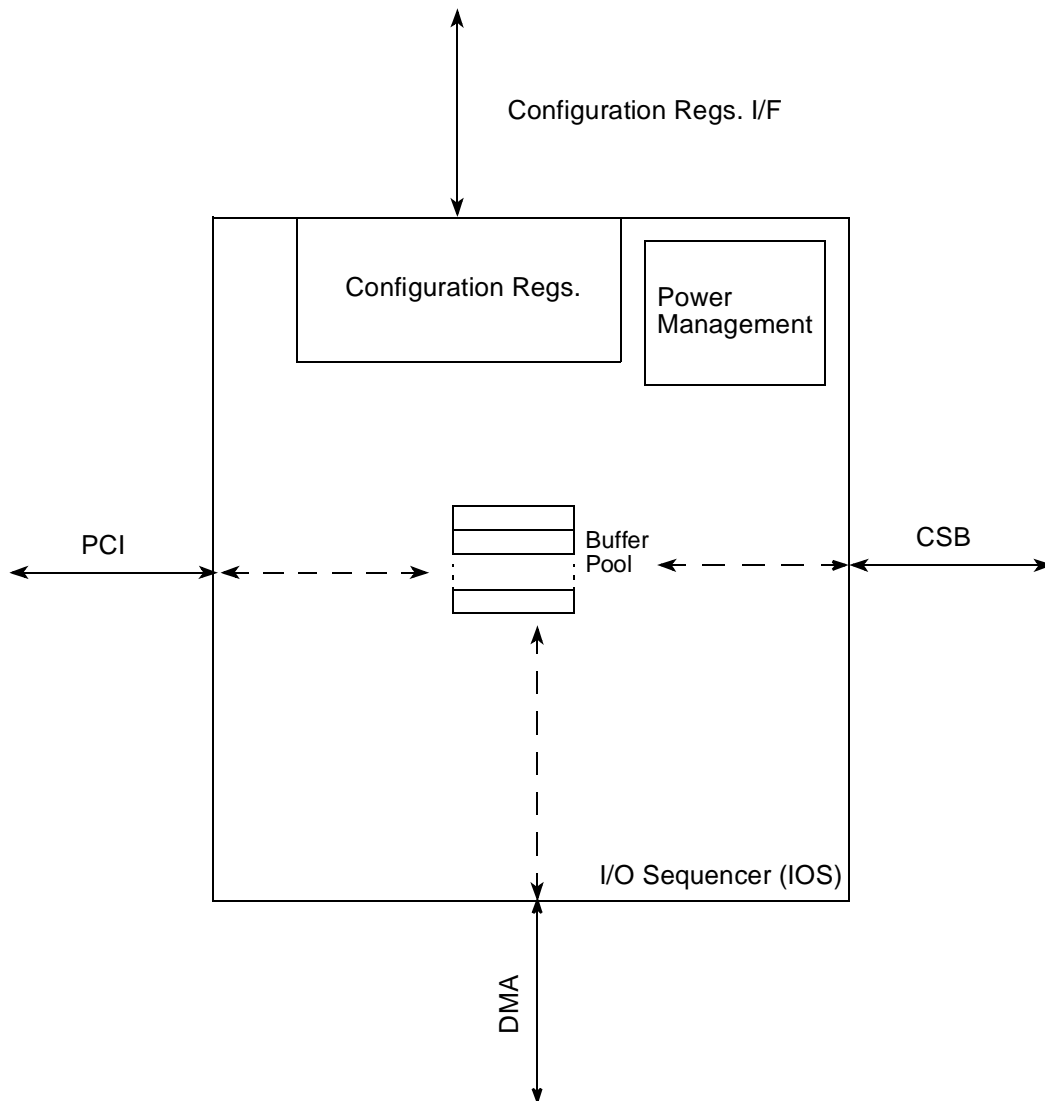 Configuration Regs. I/F
Configuration Regs.
Power
Management
PCI
Buffer
Pool
CSB
I/O Sequencer (IOS)
DMA